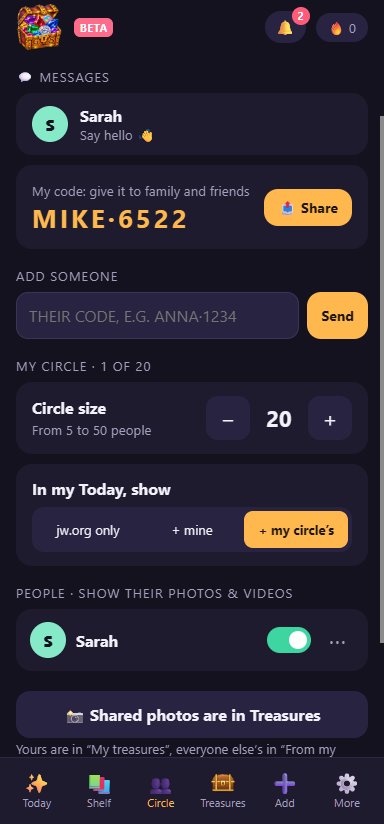 BETA
2
0
MESSAGES
S
Sarah
Say hello 👋
My code: give it to family and friends
MIKE·6522
📤 Share
ADD SOMEONE
THEIR CODE, E.G. ANNA·1234
Send
MY CIRCLE · 1 OF 20
Circle size
From 5 to 50 people
− 20 +
In my Today, show
jw.org only + mine + my circle’s
PEOPLE · SHOW THEIR PHOTOS & VIDEOS
S Sarah ...
📸 Shared photos are in Treasures
Yours are in “My treasures”, everyone else’s in “From my
Today Shelf Circle Treasures Add More